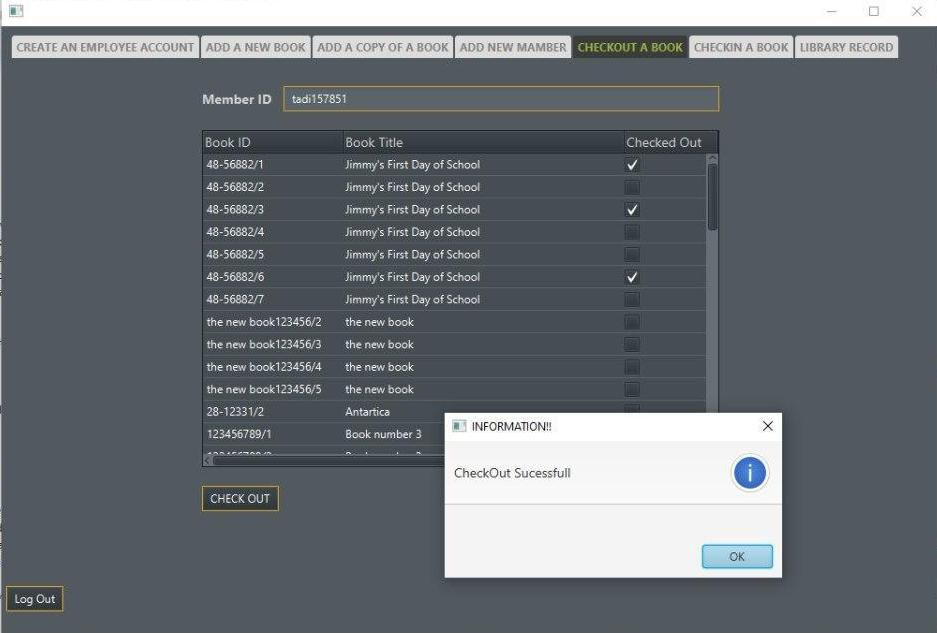 CREATE AN EMPLOYEE ACCOUNT ADD A NEW BOOK ADD A COPY OF A BOOK ADD NEW MAMBER CHECKOUT A BOOK CHECKIN A BOOK LIBRARY RECORD
Member ID tadi157851
Book ID Book Title Checked Out
48-56882/1 Jimmy's First Day of School
48-56882/2 Jimmy's First Day of School
48-56882/3 Jimmy's First Day of School
48-56882/4 Jimmy's First Day of School
48-56882/5 Jimmy's First Day of School
48-56882/6 Jimmy's First Day of School
48-56882/7 Jimmy's First Day of School
the new book123456/2 the new book
the new book123456/3 the new book
the new book123456/4 the new book
the new book123456/5 the new book
28-12331/2 Antartica
123456789/1 Book number 3
INFORMATION!!
CheckOut Sucessfull
OK
CHECK OUT
Log Out